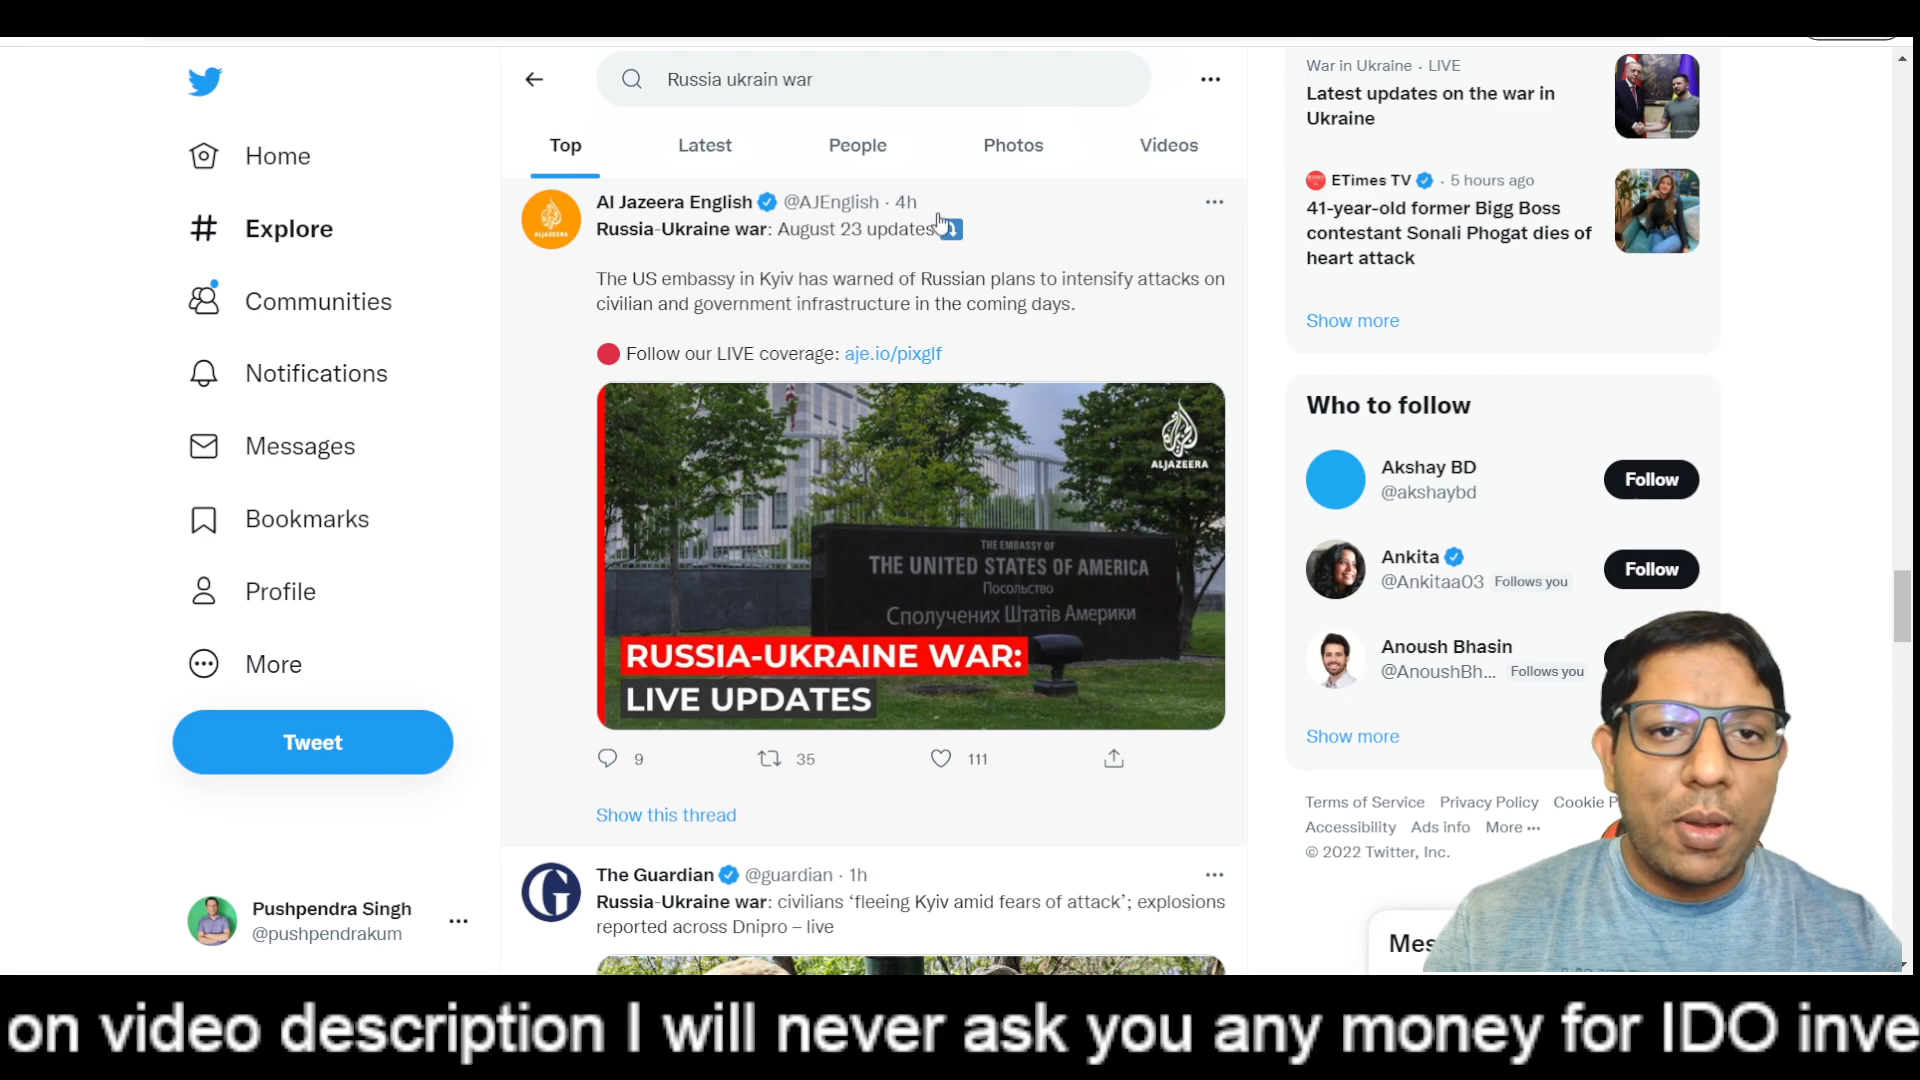 Home
Explore
Communities
Notifications
Messages
Bookmarks
Profile
More
Tweet
Pushpendra Singh
@pushpendrakum
Russia ukrain war
Top Latest People Photos Videos
Al Jazeera English @AJEnglish · 4h
Russia-Ukraine war: August 23 updates
The US embassy in Kyiv has warned of Russian plans to intensify attacks on
civilian and government infrastructure in the coming days.
Follow our LIVE coverage: aje.io/pixglf
ALJAZEERA
THE EMBASSY OF
THE UNITED STATES OF AMERICA
Посольство
Сполучених Штатів Америки
RUSSIA-UKRAINE WAR:
LIVE UPDATES
9 35 111
Show this thread
The Guardian @guardian · 1h
Russia-Ukraine war: civilians ‘fleeing Kyiv amid fears of attack’; explosions
reported across Dnipro – live
War in Ukraine · LIVE
Latest updates on the war in
Ukraine
ETimes TV · 5 hours ago
41-year-old former Bigg Boss
contestant Sonali Phogat dies of
heart attack
Show more
Who to follow
Akshay BD
@akshaybd
Follow
Ankita
@Ankitaa03 Follows you
Follow
Anoush Bhasin
@AnoushBh... Follows you
Show more
Terms of Service Privacy Policy Cookie P
Accessibility Ads info More ···
© 2022 Twitter, Inc.
Mes
on video description I will never ask you any money for IDO inve